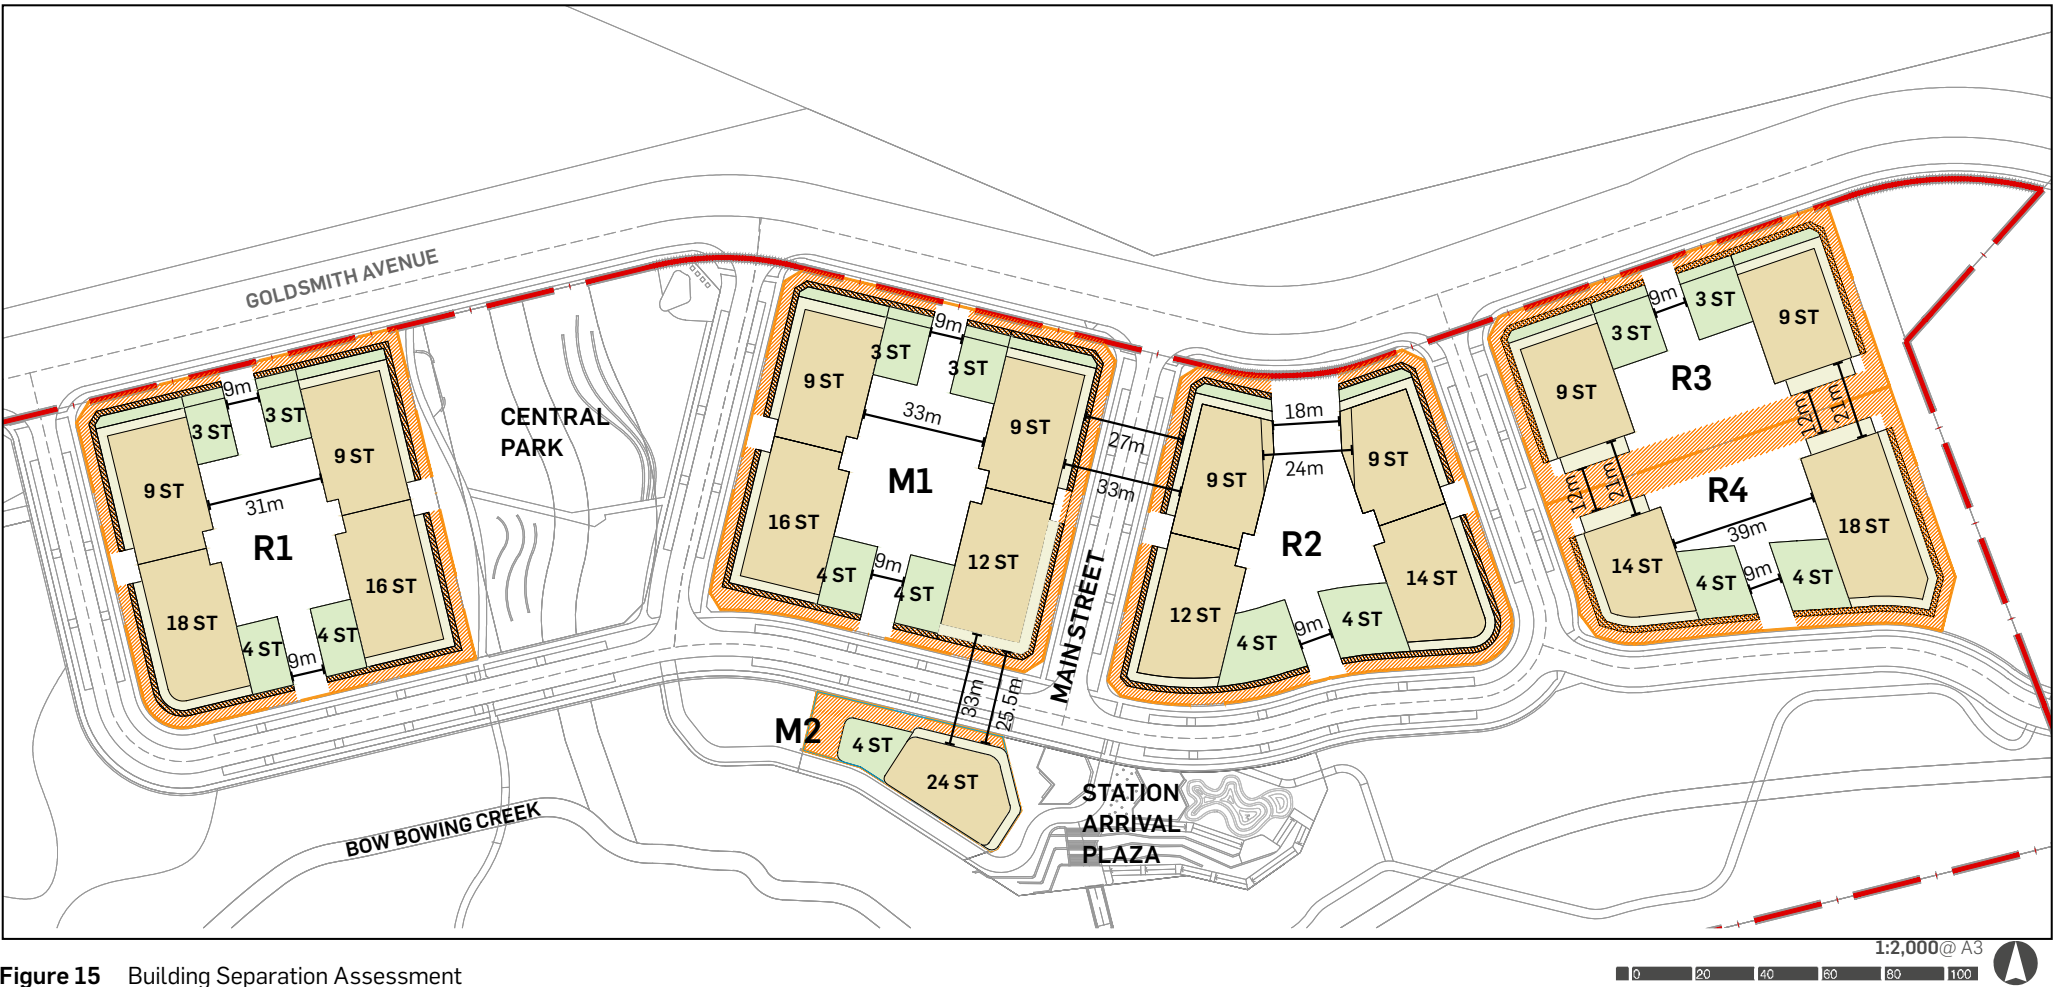 GOLDSMITH AVENUE
9m
3 ST
3 ST
9 ST
9 ST
31m
R1
18 ST
16 ST
4 ST
4 ST
9m
CENTRAL
PARK
9m
3 ST
3 ST
9 ST
9 ST
33m
M1
16 ST
12 ST
4 ST
4 ST
9m
27m
33m
MAIN STREET
33m
25.5m
M2
4 ST
24 ST
18m
24m
9 ST
9 ST
R2
12 ST
14 ST
4 ST
4 ST
9m
9m
3 ST
3 ST
9 ST
9 ST
R3
12m
21m
12m
21m
R4
39m
14 ST
18 ST
4 ST
4 ST
9m
STATION
ARRIVAL
PLAZA
BOW BOWING CREEK
1:2,000@ A3
0 20 40 60 80 100
Figure 15 Building Separation Assessment